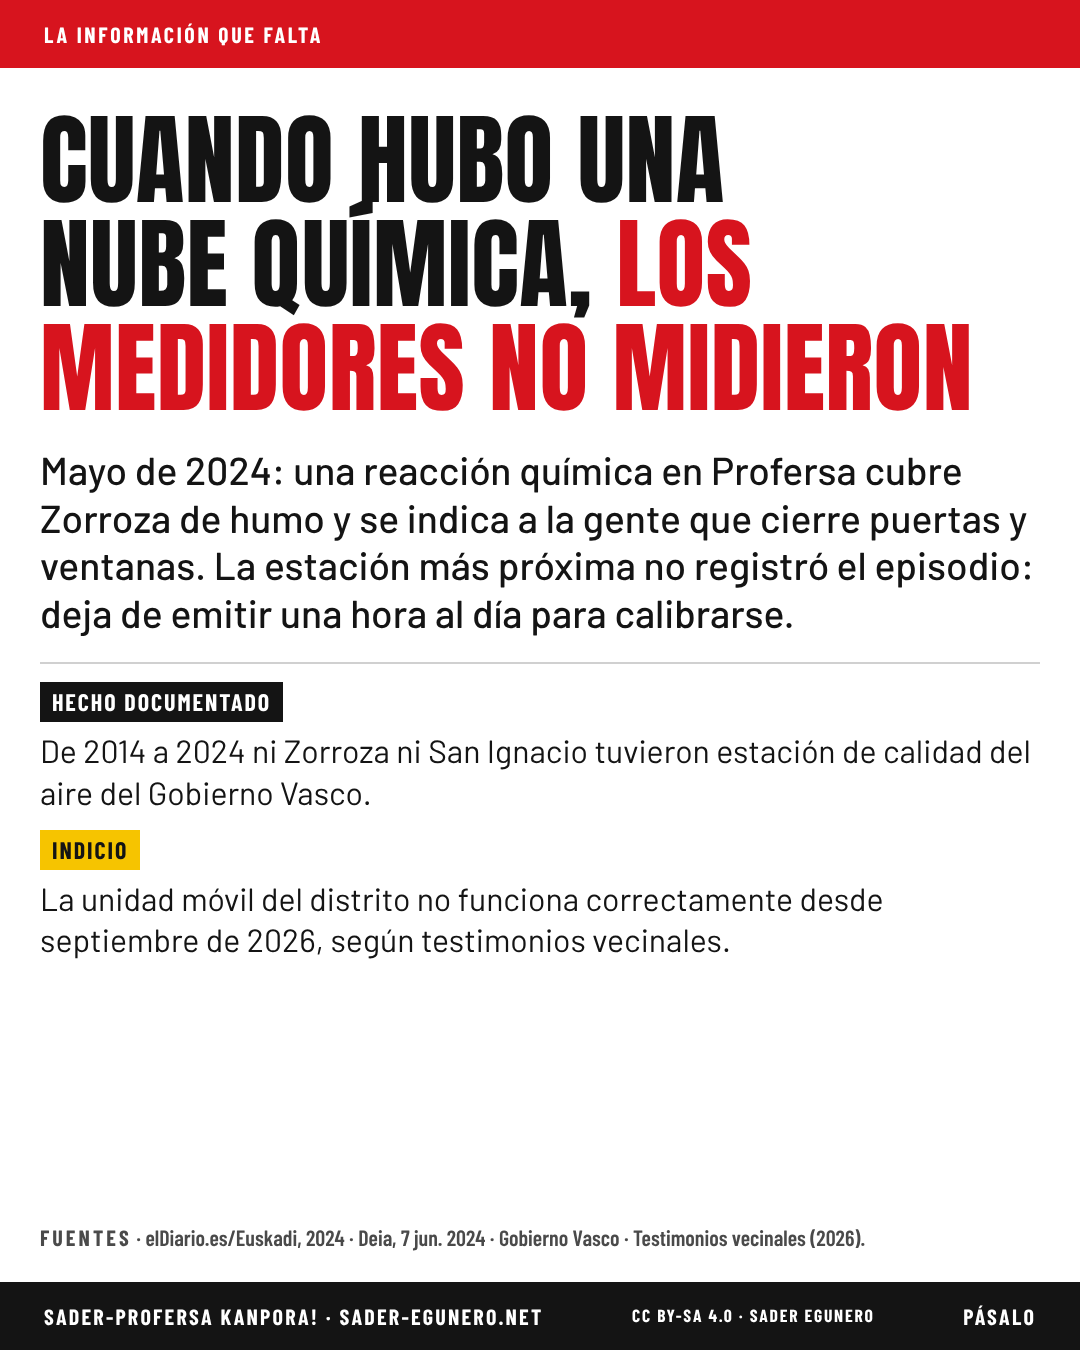 LA INFORMACIÓN QUE FALTA
CUANDO HUBO UNA
NUBE QUÍMICA, LOS
MEDIDORES NO MIDIERON
Mayo de 2024: una reacción química en Profersa cubre
Zorroza de humo y se indica a la gente que cierre puertas y
ventanas. La estación más próxima no registró el episodio:
deja de emitir una hora al día para calibrarse.
HECHO DOCUMENTADO
De 2014 a 2024 ni Zorroza ni San Ignacio tuvieron estación de calidad del
aire del Gobierno Vasco.
INDICIO
La unidad móvil del distrito no funciona correctamente desde
septiembre de 2026, según testimonios vecinales.
FUENTES · elDiario.es/Euskadi, 2024 · Deia, 7 jun. 2024 · Gobierno Vasco · Testimonios vecinales (2026).
SADER-PROFERSA KANPORA! · SADER-EGUNERO.NET
CC BY-SA 4.0 · SADER EGUNERO
PÁSALO